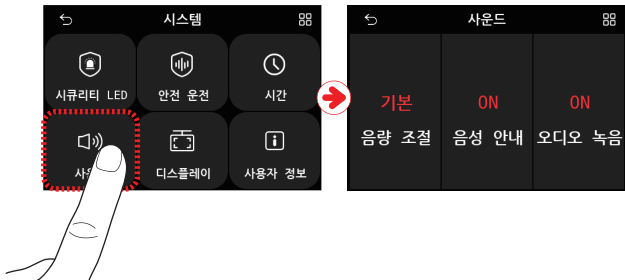 시스템
시큐리티 LED
안전 운전
시간
디스플레이
사용자 정보
사운드
기본
음량 조절
ON
음성 안내
ON
오디오 녹음